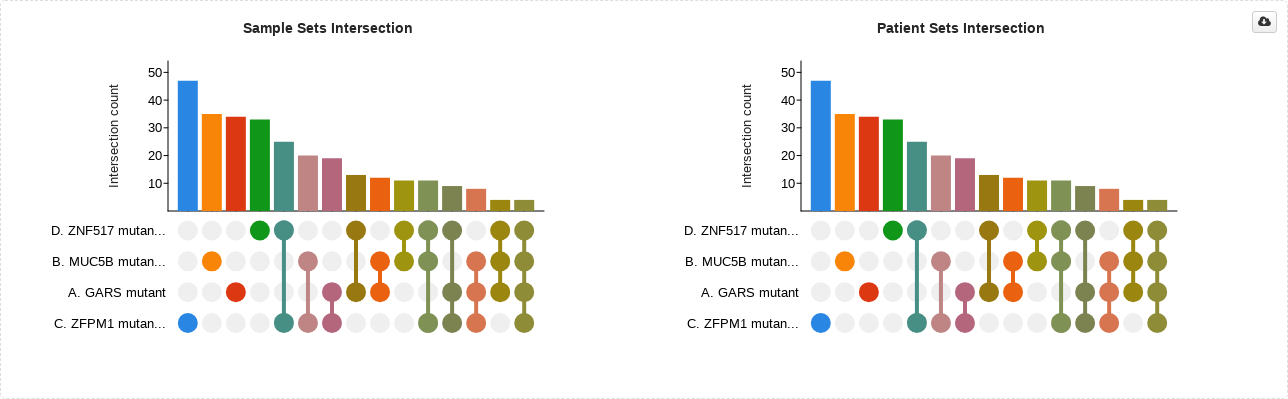 Sample Sets Intersection
Intersection count
50
40
30
20
10
D. ZNF517 mutan...
B. MUC5B mutan...
A. GARS mutant
C. ZFPM1 mutan...
Patient Sets Intersection
Intersection count
50
40
30
20
10
D. ZNF517 mutan...
B. MUC5B mutan...
A. GARS mutant
C. ZFPM1 mutan...